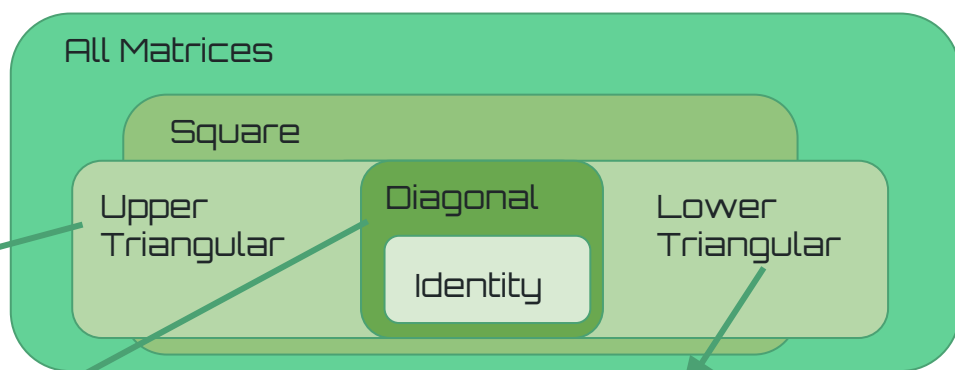 All Matrices
Square
Upper
Triangular
Diagonal
Identity
Lower
Triangular